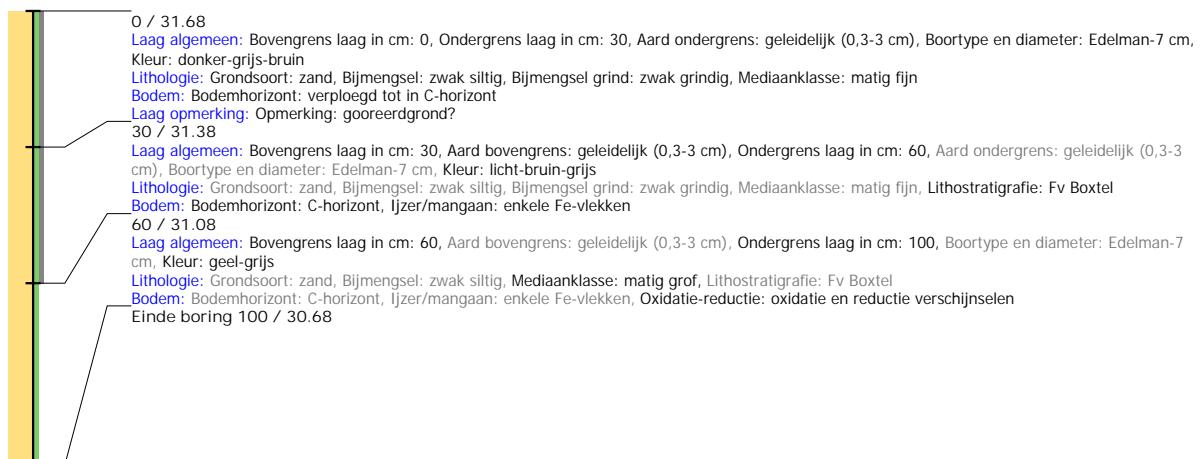 0 / 31.68
Laag algemeen: Bovengrens laag in cm: 0, Ondergrens laag in cm: 30, Aard ondergrens: geleidelijk (0,3-3 cm), Boortype en diameter: Edelman-7 cm,
Kleur: donker-grijs-bruin
Lithologie: Grondsoort: zand, Bijmengsel: zwak siltig, Bijmengsel grind: zwak grindig, Mediaanklasse: matig fijn
Bodem: Bodemhorizont: verploegd tot in C-horizont
Laag opmerking: Opmerking: gooreerdgrond?
30 / 31.38
Laag algemeen: Bovengrens laag in cm: 30, Aard bovengrens: geleidelijk (0,3-3 cm), Ondergrens laag in cm: 60, Aard ondergrens: geleidelijk (0,3-3
cm), Boortype en diameter: Edelman-7 cm, Kleur: licht-bruin-grijs
Lithologie: Grondsoort: zand, Bijmengsel: zwak siltig, Bijmengsel grind: zwak grindig, Mediaanklasse: matig fijn, Lithostratigrafie: Fv Boxtel
Bodem: Bodemhorizont: C-horizont, Ijzer/mangaan: enkele Fe-vlekken
60 / 31.08
Laag algemeen: Bovengrens laag in cm: 60, Aard bovengrens: geleidelijk (0,3-3 cm), Ondergrens laag in cm: 100, Boortype en diameter: Edelman-7
cm, Kleur: geel-grijs
Lithologie: Grondsoort: zand, Bijmengsel: zwak siltig, Mediaanklasse: matig grof, Lithostratigrafie: Fv Boxtel
Bodem: Bodemhorizont: C-horizont, Ijzer/mangaan: enkele Fe-vlekken, Oxidatie-reductie: oxidatie en reductie verschijnselen
Einde boring 100 / 30.68